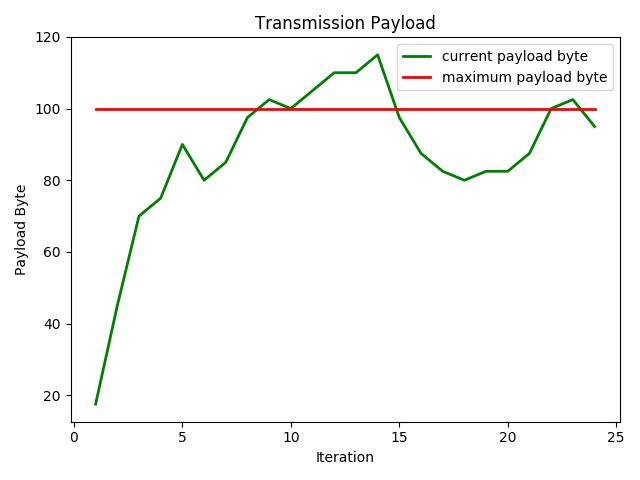 Transmission Payload
current payload byte
maximum payload byte
Payload Byte
120
100
80
60
40
20
0
5
10
15
20
25
Iteration